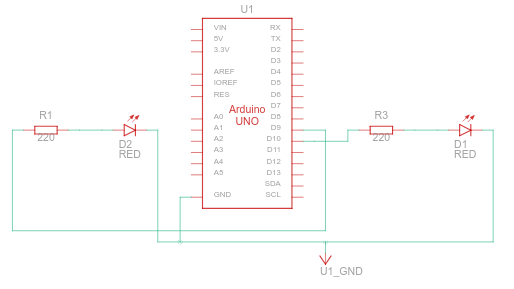 U1
VIN
5V
3.3V
AREF
IOREF
RES
A0
A1
A2
A3
A4
A5
GND
Arduino
UNO
RX
TX
D2
D3
D4
D5
D6
D7
D8
D9
D10
D11
D12
D13
SDA
SCL
R1
220
D2
RED
R3
220
D1
RED
U1_GND